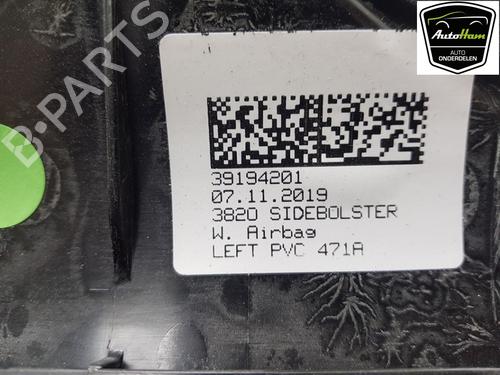 AutoHam
AUTO
ONDERDELEN
B-PARTS
39194201
07.11.2019
3820 SIDEBOLSTER
W. Airbag
LEFT PVC 471A